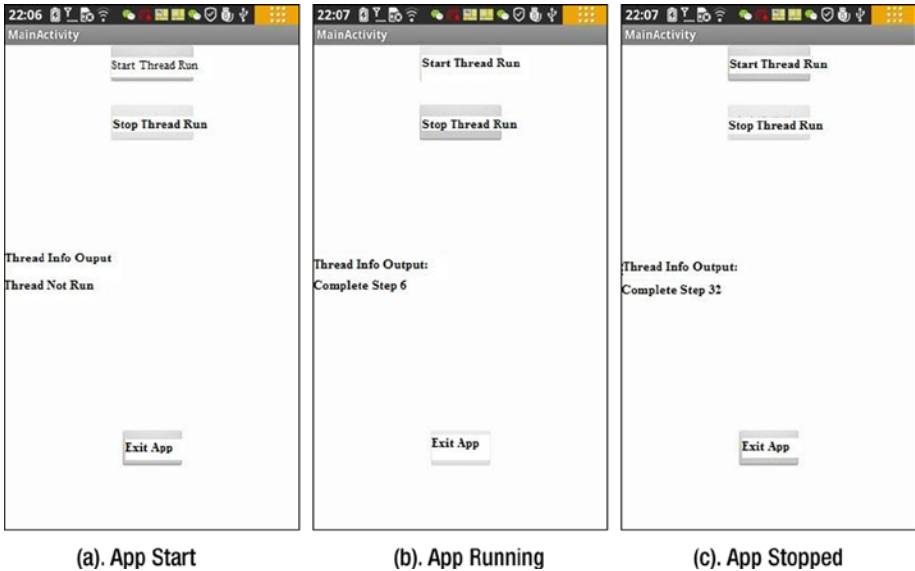 22:06
MainActivity
Start Thread Run
Stop Thread Run
Thread Info Ouput
Thread Not Run
Exit App
(a). App Start
22:07
MainActivity
Start Thread Run
Stop Thread Run
Thread Info Output:
Complete Step 6
Exit App
(b). App Running
22:07
MainActivity
Start Thread Run
Stop Thread Run
Thread Info Output:
Complete Step 32
Exit App
(c). App Stopped